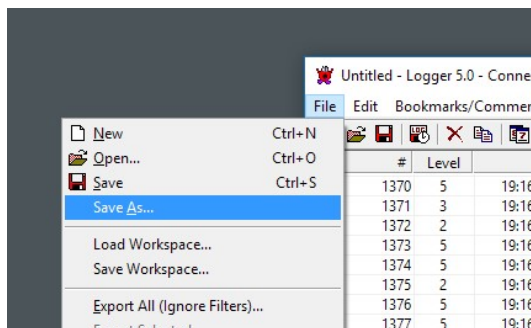 Untitled - Logger 5.0 - Conne
File Edit Bookmarks/Commer
New Ctrl+N
Open... Ctrl+O
Save Ctrl+S
Save As...
Load Workspace...
Save Workspace...
Export All (Ignore Filters)...
# Level
1370 5 19:16
1371 3 19:16
1372 2 19:16
1373 5 19:16
1374 5 19:16
1375 2 19:16
1376 5 19:16
1377 5 19:16